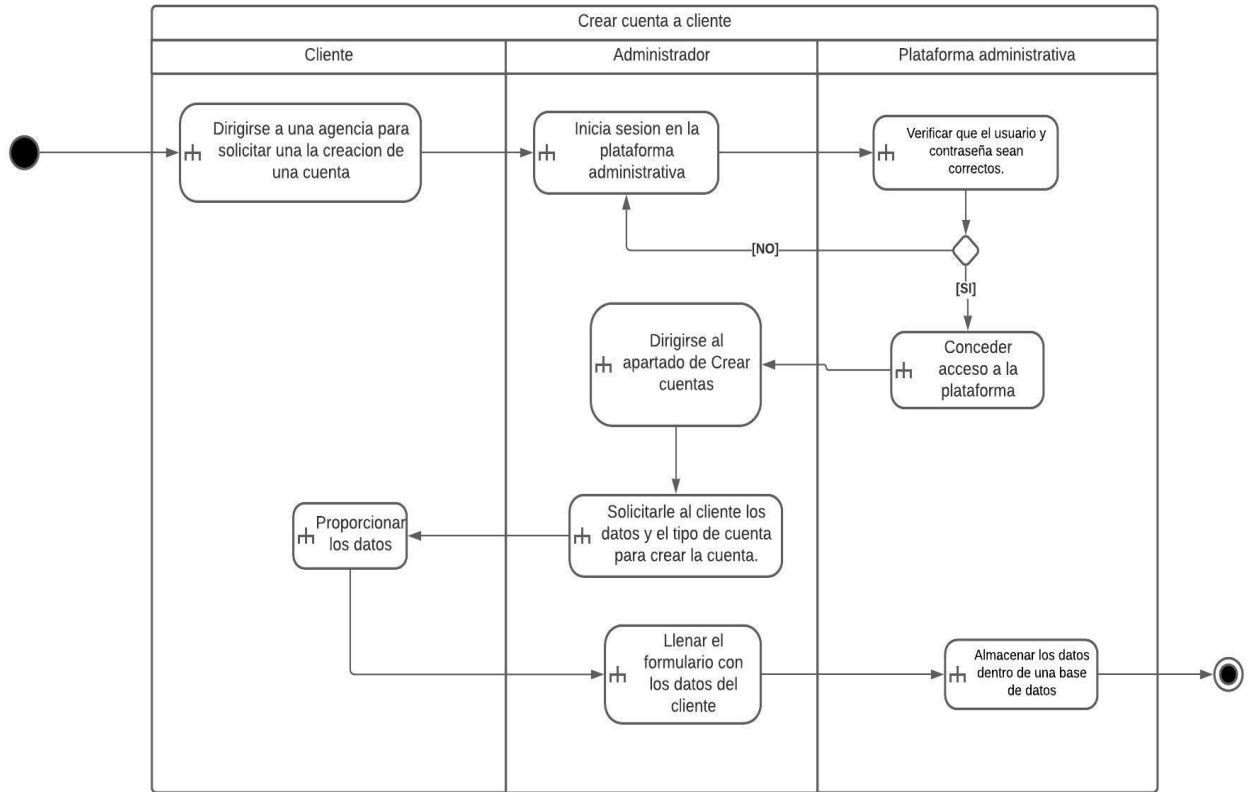 Crear cuenta a cliente
Cliente
Administrador
Plataforma administrativa
Dirigirse a una agencia para
solicitar una la creacion de
una cuenta
Inicia sesion en la
plataforma
administrativa
Verificar que el usuario y
contraseña sean
correctos.
[NO]
[SI]
Conceder
acceso a la
plataforma
Dirigirse al
apartado de Crear
cuentas
Solicitarle al cliente los
datos y el tipo de cuenta
para crear la cuenta.
Proporcionar
los datos
Llenar el
formulario con
los datos del
cliente
Almacenar los datos
dentro de una base
de datos